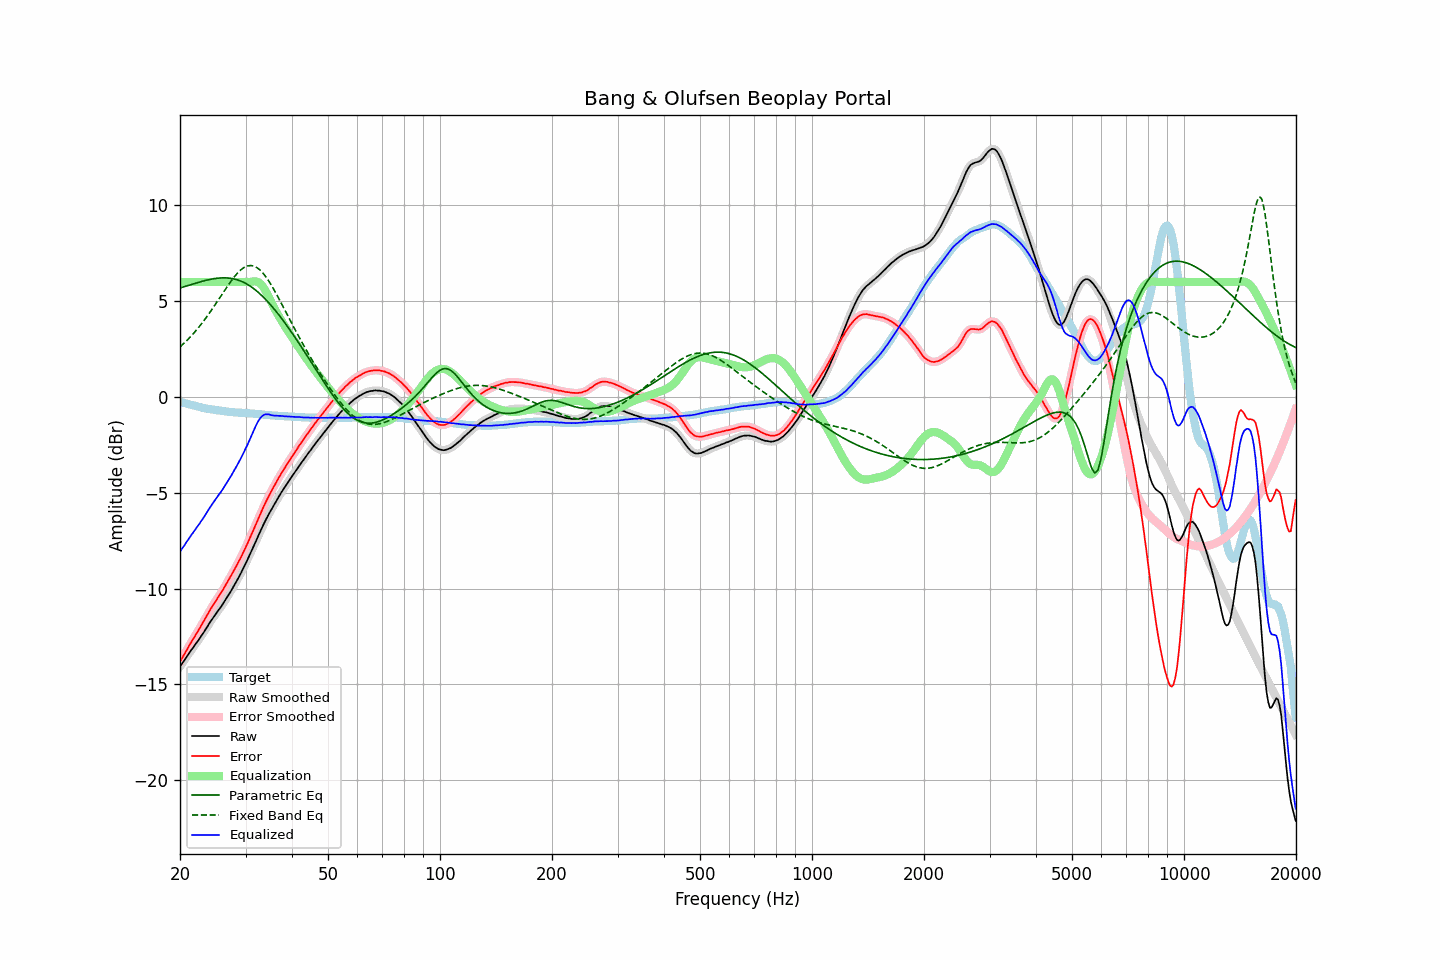 Bang & Olufsen Beoplay Portal
Amplitude (dBr)
10
5
0
−5
−10
−15
−20
Target
Raw Smoothed
Error Smoothed
Raw
Error
Equalization
Parametric Eq
Fixed Band Eq
Equalized
20 50 100 200 500 1000 2000 5000 10000 20000
Frequency (Hz)